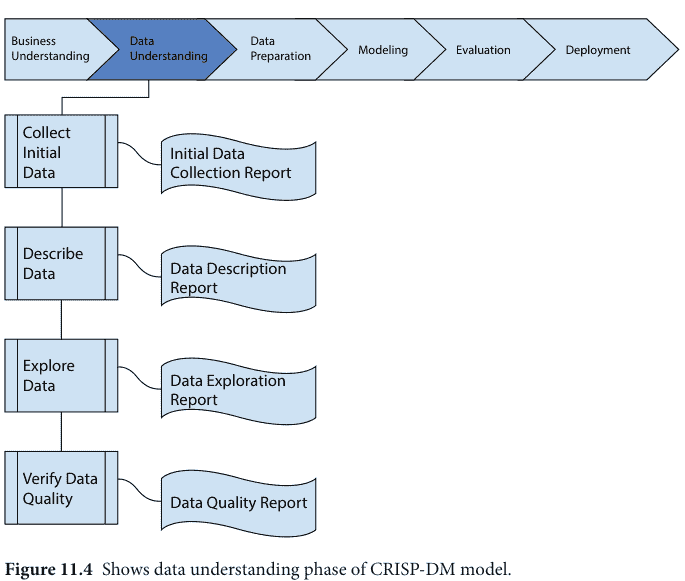 Business
Understanding
Data
Understanding
Data
Preparation
Modeling
Evaluation
Deployment
Collect
Initial
Data
Initial Data
Collection Report
Describe
Data
Data Description
Report
Explore
Data
Data Exploration
Report
Verify Data
Quality
Data Quality Report
Figure 11.4 Shows data understanding phase of CRISP-DM model.